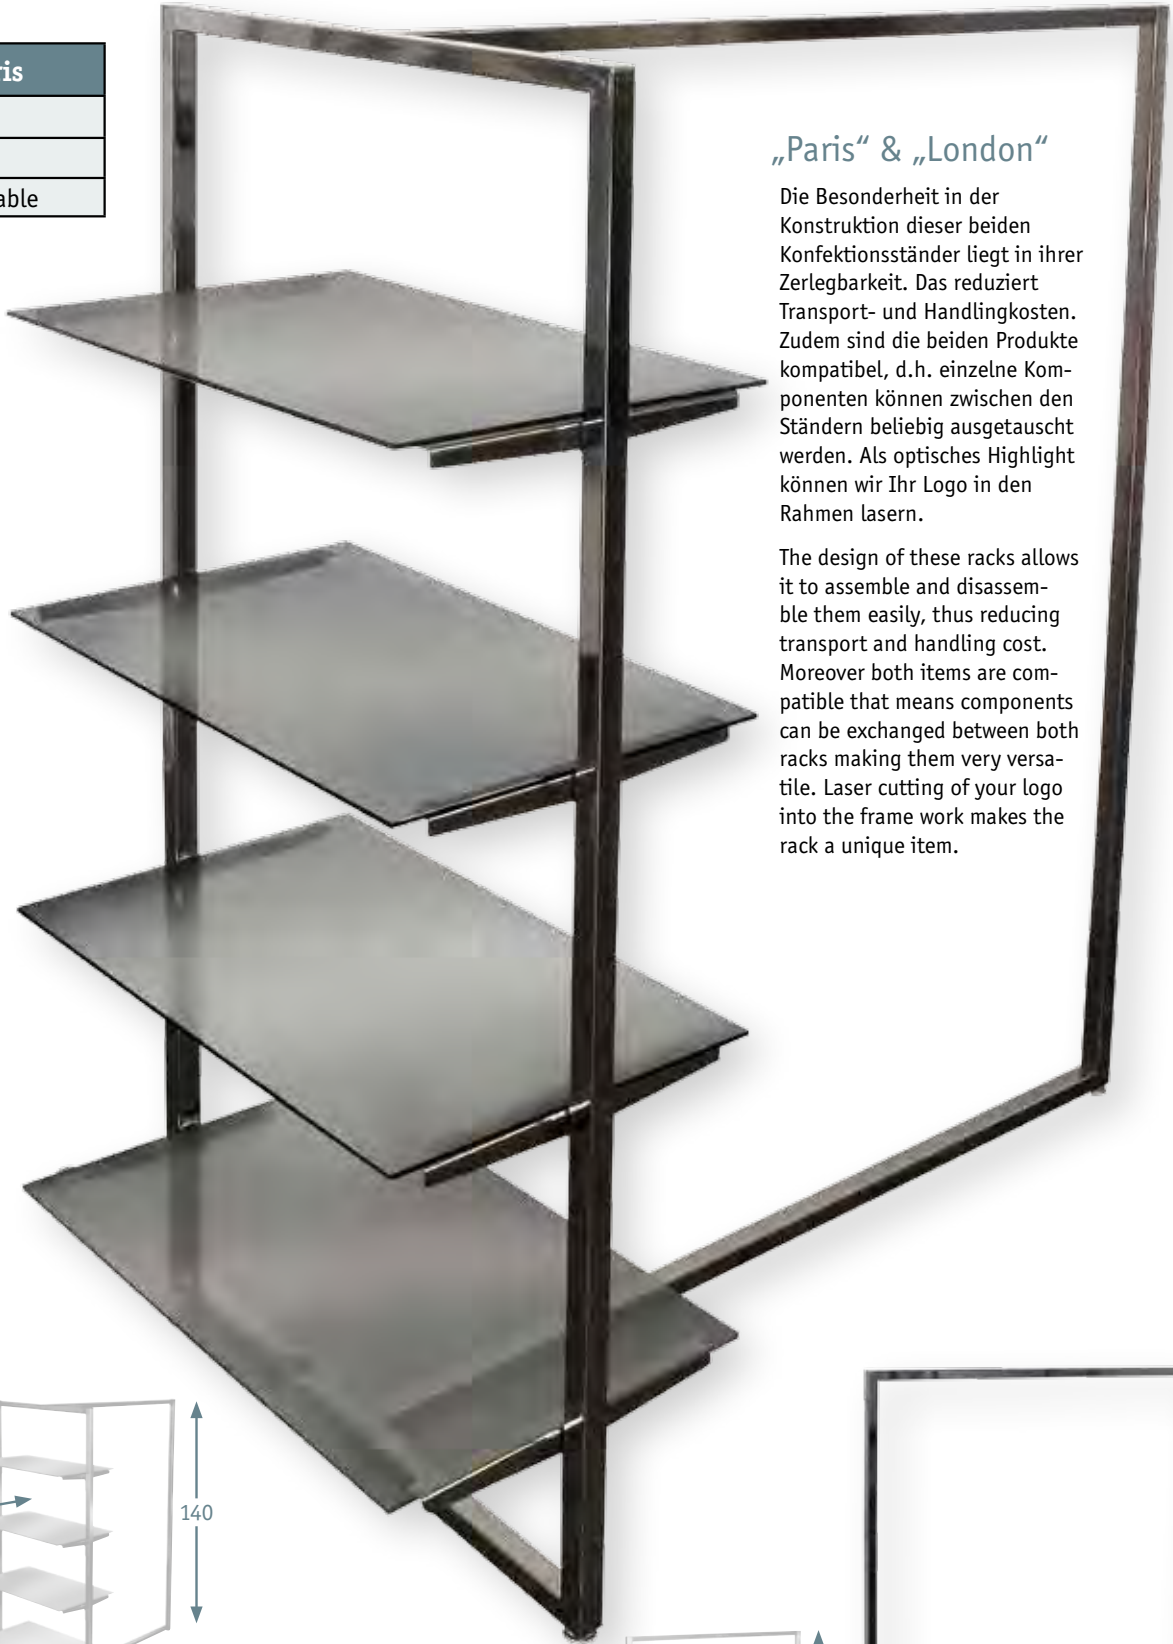 ris
able
„Paris“ & „London“
Die Besonderheit in der
Konstruktion dieser beiden
Konfektionsständer liegt in ihrer
Zerlegbarkeit. Das reduziert
Transport- und Handlingkosten.
Zudem sind die beiden Produkte
kompatibel, d.h. einzelne Kom-
ponenten können zwischen den
Ständern beliebig ausgetauscht
werden. Als optisches Highlight
können wir Ihr Logo in den
Rahmen lasern.
The design of these racks allows
it to assemble and disassem-
ble them easily, thus reducing
transport and handling cost.
Moreover both items are com-
patible that means components
can be exchanged between both
racks making them very versa-
tile. Laser cutting of your logo
into the frame work makes the
rack a unique item.
140